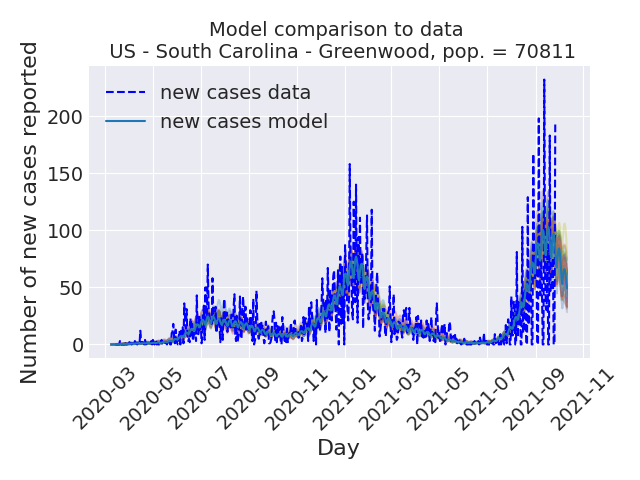 Model comparison to data
US - South Carolina - Greenwood, pop. = 70811
Number of new cases reported
200
150
100
50
0
new cases data
new cases model
2020-03
2020-05
2020-07
2020-09
2020-11
2021-01
2021-03
2021-05
2021-07
2021-09
2021-11
Day